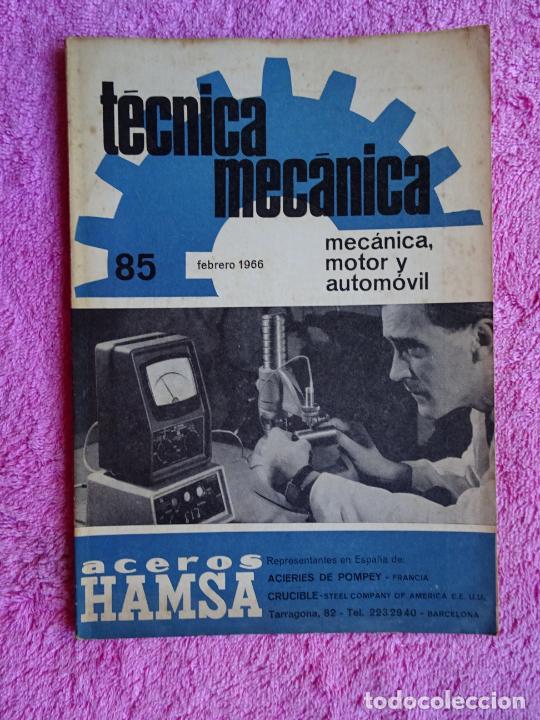 técnica
mecánica
85
febrero 1966
mecánica,
motor y
automóvil
aceros
HAMSA
Representantes en España de:
ACIERIES DE POMPEY - FRANCIA
CRUCIBLE - STEEL COMPANY OF AMERICA E.E. U.U.
Tarragona, 82 - Tel. 223 29 40 - BARCELONA
todocoleccion